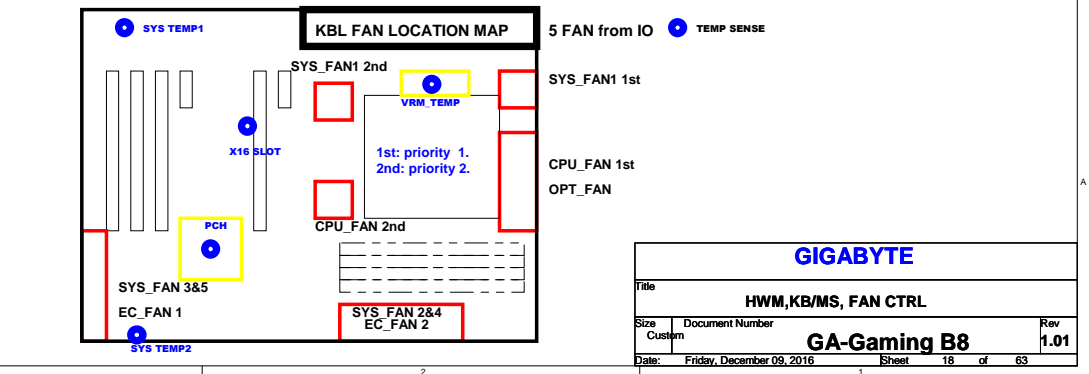 SYS TEMP1
KBL FAN LOCATION MAP
5 FAN from IO
TEMP SENSE
SYS_FAN1 2nd
SYS_FAN1 1st
VRM_TEMP
X16 SLOT
1st: priority 1.
2nd: priority 2.
CPU_FAN 1st
OPT_FAN
A
PCH
CPU_FAN 2nd
SYS_FAN 3&5
EC_FAN 1
SYS_FAN 2&4
EC_FAN 2
SYS TEMP2
GIGABYTE
Title
HWM,KB/MS, FAN CTRL
Size
Custom
Document Number
GA-Gaming B8
Rev
1.01
Date: Friday, December 09, 2016 Sheet 18 of 63
2
1